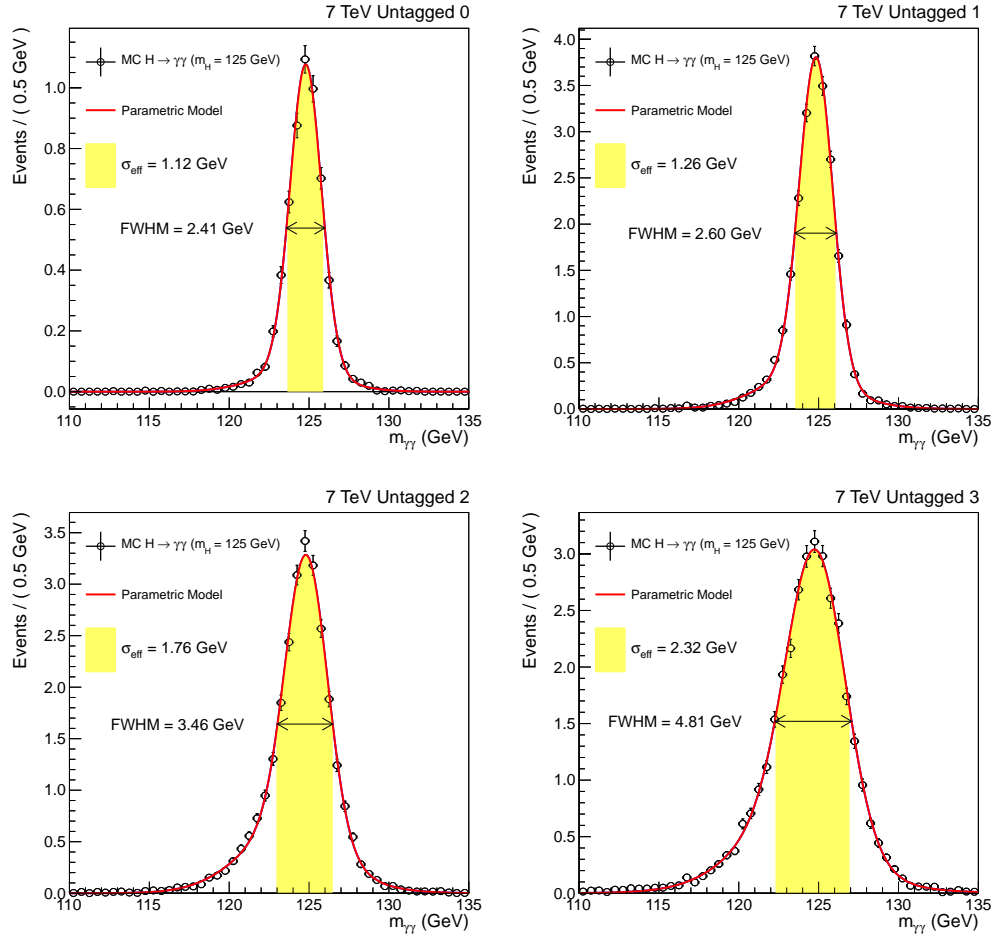 7 TeV Untagged 0
Events / ( 0.5 GeV )
MC H → γγ (m_H = 125 GeV)
Parametric Model
σ_eff = 1.12 GeV
FWHM = 2.41 GeV
1.0
0.8
0.6
0.4
0.2
0.0
110 115 120 125 130 135
m_γγ (GeV)
7 TeV Untagged 1
Events / ( 0.5 GeV )
MC H → γγ (m_H = 125 GeV)
Parametric Model
σ_eff = 1.26 GeV
FWHM = 2.60 GeV
4.0
3.5
3.0
2.5
2.0
1.5
1.0
0.5
0.0
110 115 120 125 130 135
m_γγ (GeV)
7 TeV Untagged 2
Events / ( 0.5 GeV )
MC H → γγ (m_H = 125 GeV)
Parametric Model
σ_eff = 1.76 GeV
FWHM = 3.46 GeV
3.5
3.0
2.5
2.0
1.5
1.0
0.5
0.0
110 115 120 125 130 135
m_γγ (GeV)
7 TeV Untagged 3
Events / ( 0.5 GeV )
MC H → γγ (m_H = 125 GeV)
Parametric Model
σ_eff = 2.32 GeV
FWHM = 4.81 GeV
3.0
2.5
2.0
1.5
1.0
0.5
0.0
110 115 120 125 130 135
m_γγ (GeV)